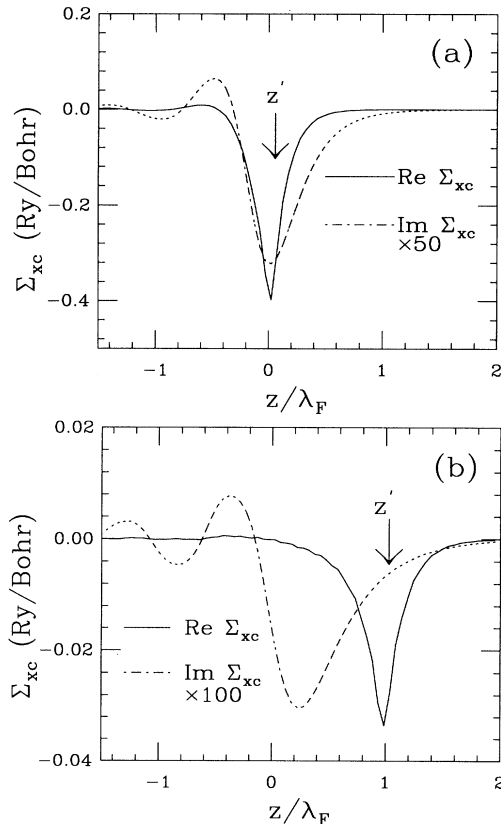 (a)
z′
0.0
−0.2
−0.4
Σxc (Ry/Bohr)
Re Σxc
Im Σxc
×50
−1 0 1 2
z/λF
(b)
z′
0.02
0.00
−0.02
−0.04
Σxc (Ry/Bohr)
Re Σxc
Im Σxc
×100
−1 0 1 2
z/λF